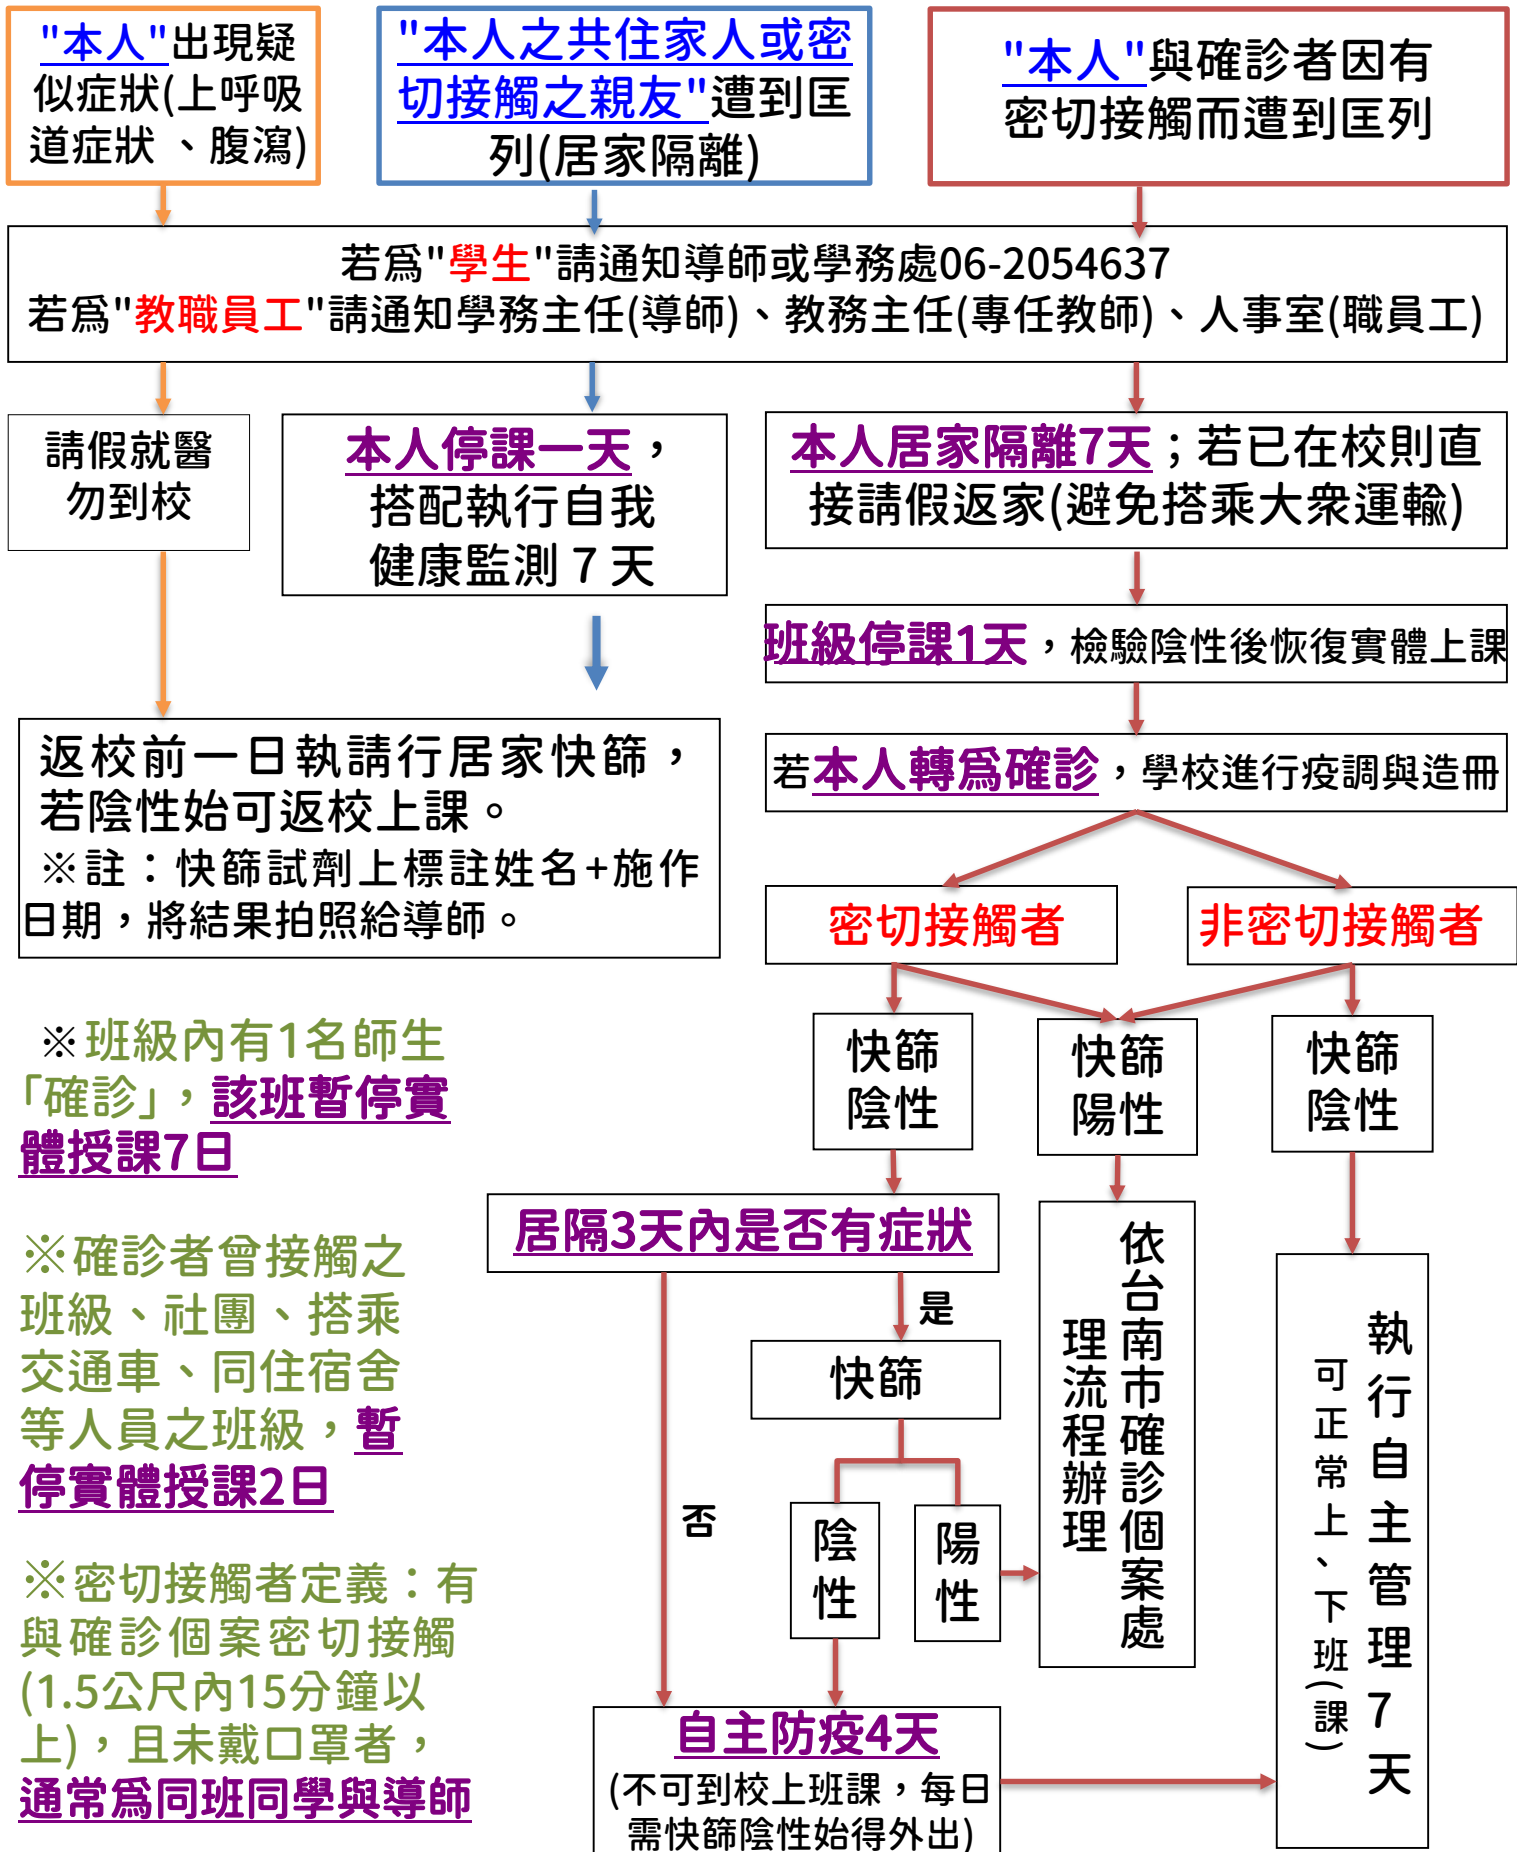 "本人"出現疑
似症狀(上呼吸
道症狀 、腹瀉)
"本人之共住家人或密
切接觸之親友"遭到匡
列(居家隔離)
"本人"與確診者因有
密切接觸而遭到匡列
若為"學生"請通知導師或學務處06-2054637
若為"教職員工"請通知學務主任(導師)、教務主任(專任教師)、人事室(職員工)
請假就醫
勿到校
本人停課一天，
搭配執行自我
健康監測 7 天
本人居家隔離7天；若已在校則直
接請假返家(避免搭乘大眾運輸)
班級停課1天，檢驗陰性後恢復實體上課
若本人轉為確診，學校進行疫調與造冊
返校前一日執請行居家快篩，
若陰性始可返校上課。
※註：快篩試劑上標註姓名+施作
日期，將結果拍照給導師。
密切接觸者
非密切接觸者
快篩
陰性
快篩
陽性
快篩
陰性
居隔3天內是否有症狀
是
否
快篩
陰
性
陽
性
依台南市確診個案處
理流程辦理
執行自主管理7天
可正常上、下班(課)
自主防疫4天
(不可到校上班課，每日
需快篩陰性始得外出)
※班級內有1名師生
「確診」，該班暫停實
體授課7日
※確診者曾接觸之
班級、社團、搭乘
交通車、同住宿舍
等人員之班級，暫
停實體授課2日
※密切接觸者定義：有
與確診個案密切接觸
(1.5公尺內15分鐘以
上)，且未戴口罩者，
通常為同班同學與導師